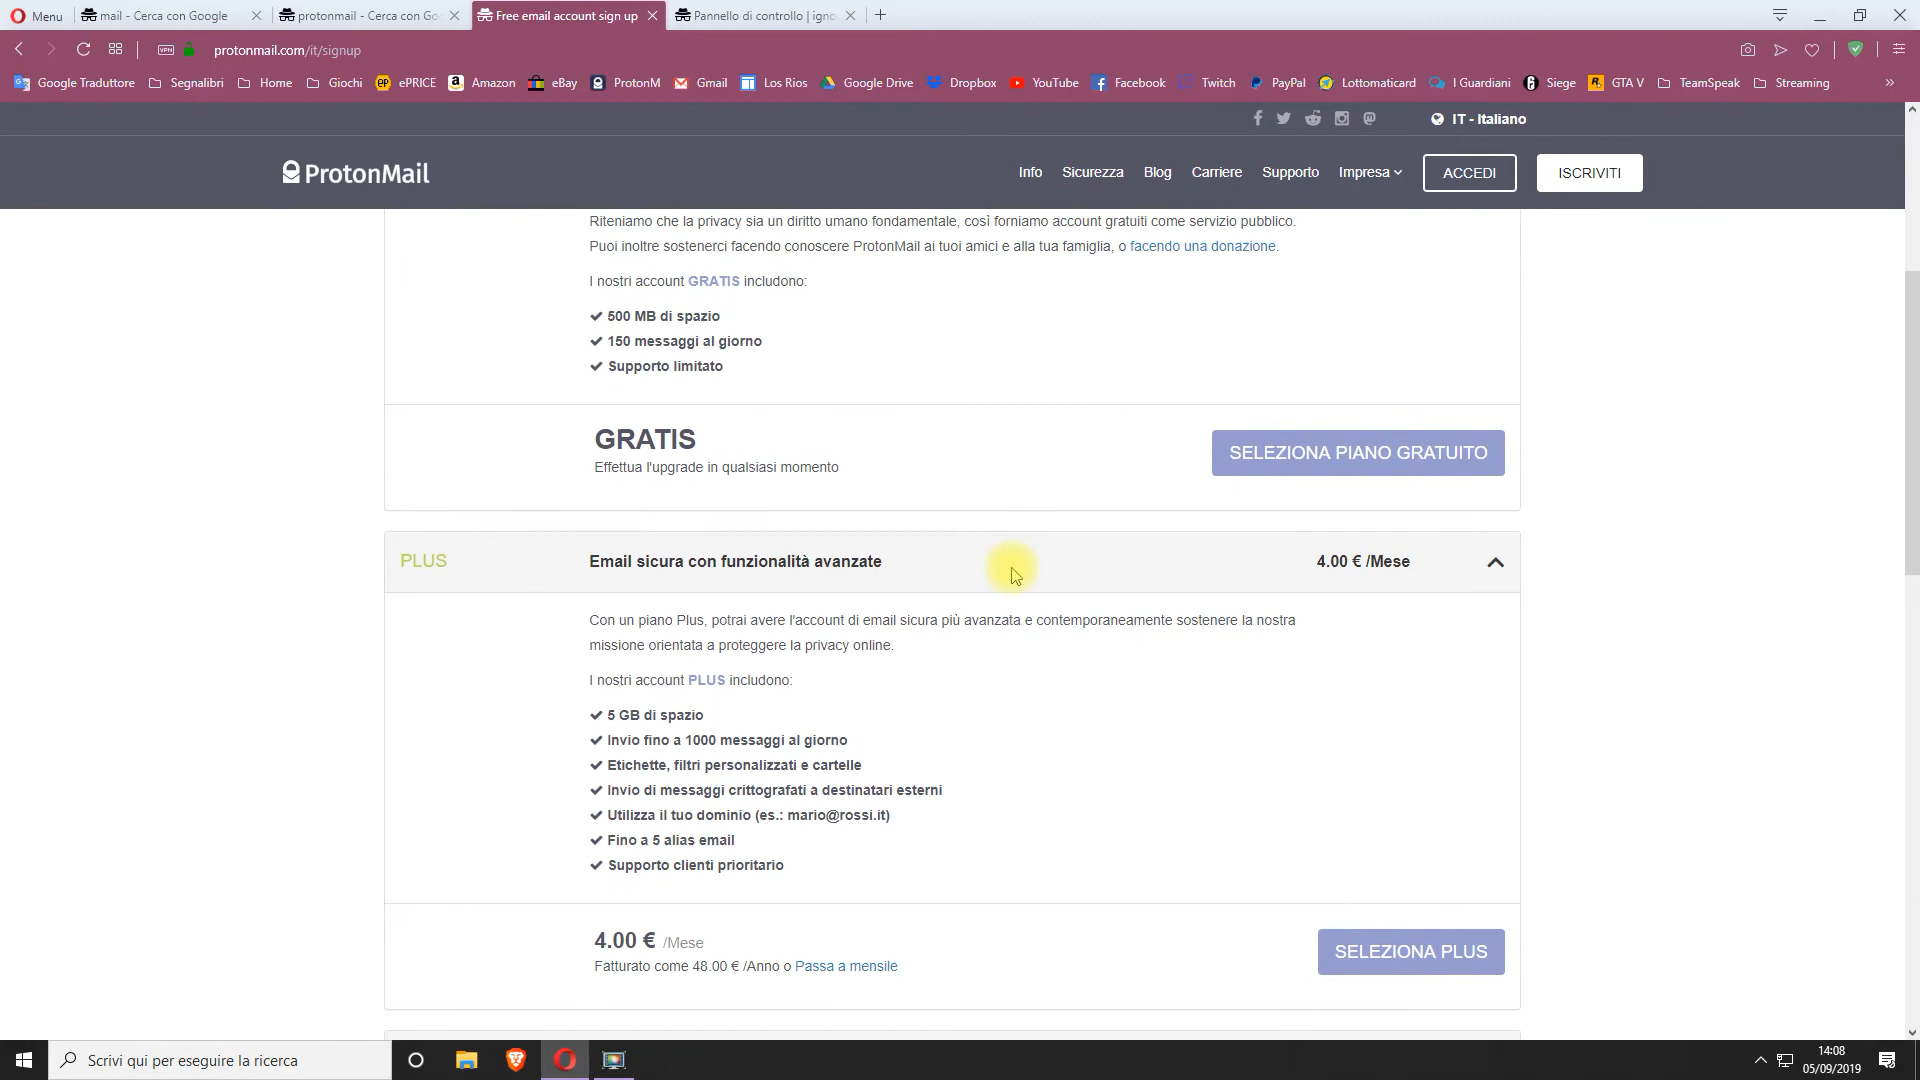 Menu
mail - Cerca con Google
protonmail - Cerca con Go
Free email account sign up
Pannello di controllo | igno
VPN
protonmail.com/it/signup
Google Traduttore
Segnalibri
Home
Giochi
ePRICE
Amazon
eBay
ProtonM
Gmail
Los Rios
Google Drive
Dropbox
YouTube
Facebook
Twitch
PayPal
Lottomaticard
I Guardiani
Siege
GTA V
TeamSpeak
Streaming
IT - Italiano
ProtonMail
Info
Sicurezza
Blog
Carriere
Supporto
Impresa
ACCEDI
ISCRIVITI
Riteniamo che la privacy sia un diritto umano fondamentale, così forniamo account gratuiti come servizio pubblico.
Puoi inoltre sostenerci facendo conoscere ProtonMail ai tuoi amici e alla tua famiglia, o facendo una donazione.
I nostri account GRATIS includono:
500 MB di spazio
150 messaggi al giorno
Supporto limitato
GRATIS
Effettua l'upgrade in qualsiasi momento
SELEZIONA PIANO GRATUITO
PLUS
Email sicura con funzionalità avanzate
4.00 € /Mese
Con un piano Plus, potrai avere l'account di email sicura più avanzata e contemporaneamente sostenere la nostra
missione orientata a proteggere la privacy online.
I nostri account PLUS includono:
5 GB di spazio
Invio fino a 1000 messaggi al giorno
Etichette, filtri personalizzati e cartelle
Invio di messaggi crittografati a destinatari esterni
Utilizza il tuo dominio (es.: mario@rossi.it)
Fino a 5 alias email
Supporto clienti prioritario
4.00 € /Mese
Fatturato come 48.00 € /Anno o Passa a mensile
SELEZIONA PLUS
Scrivi qui per eseguire la ricerca
14:08
05/09/2019